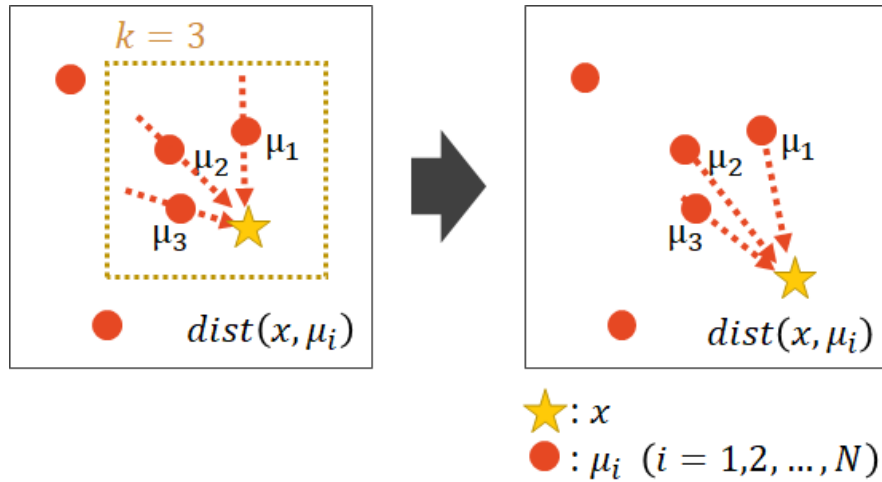 k = 3
μ₁
μ₂
μ₃
dist(x, μᵢ)
μ₁
μ₂
μ₃
dist(x, μᵢ)
: x
: μᵢ (i = 1,2, …, N)